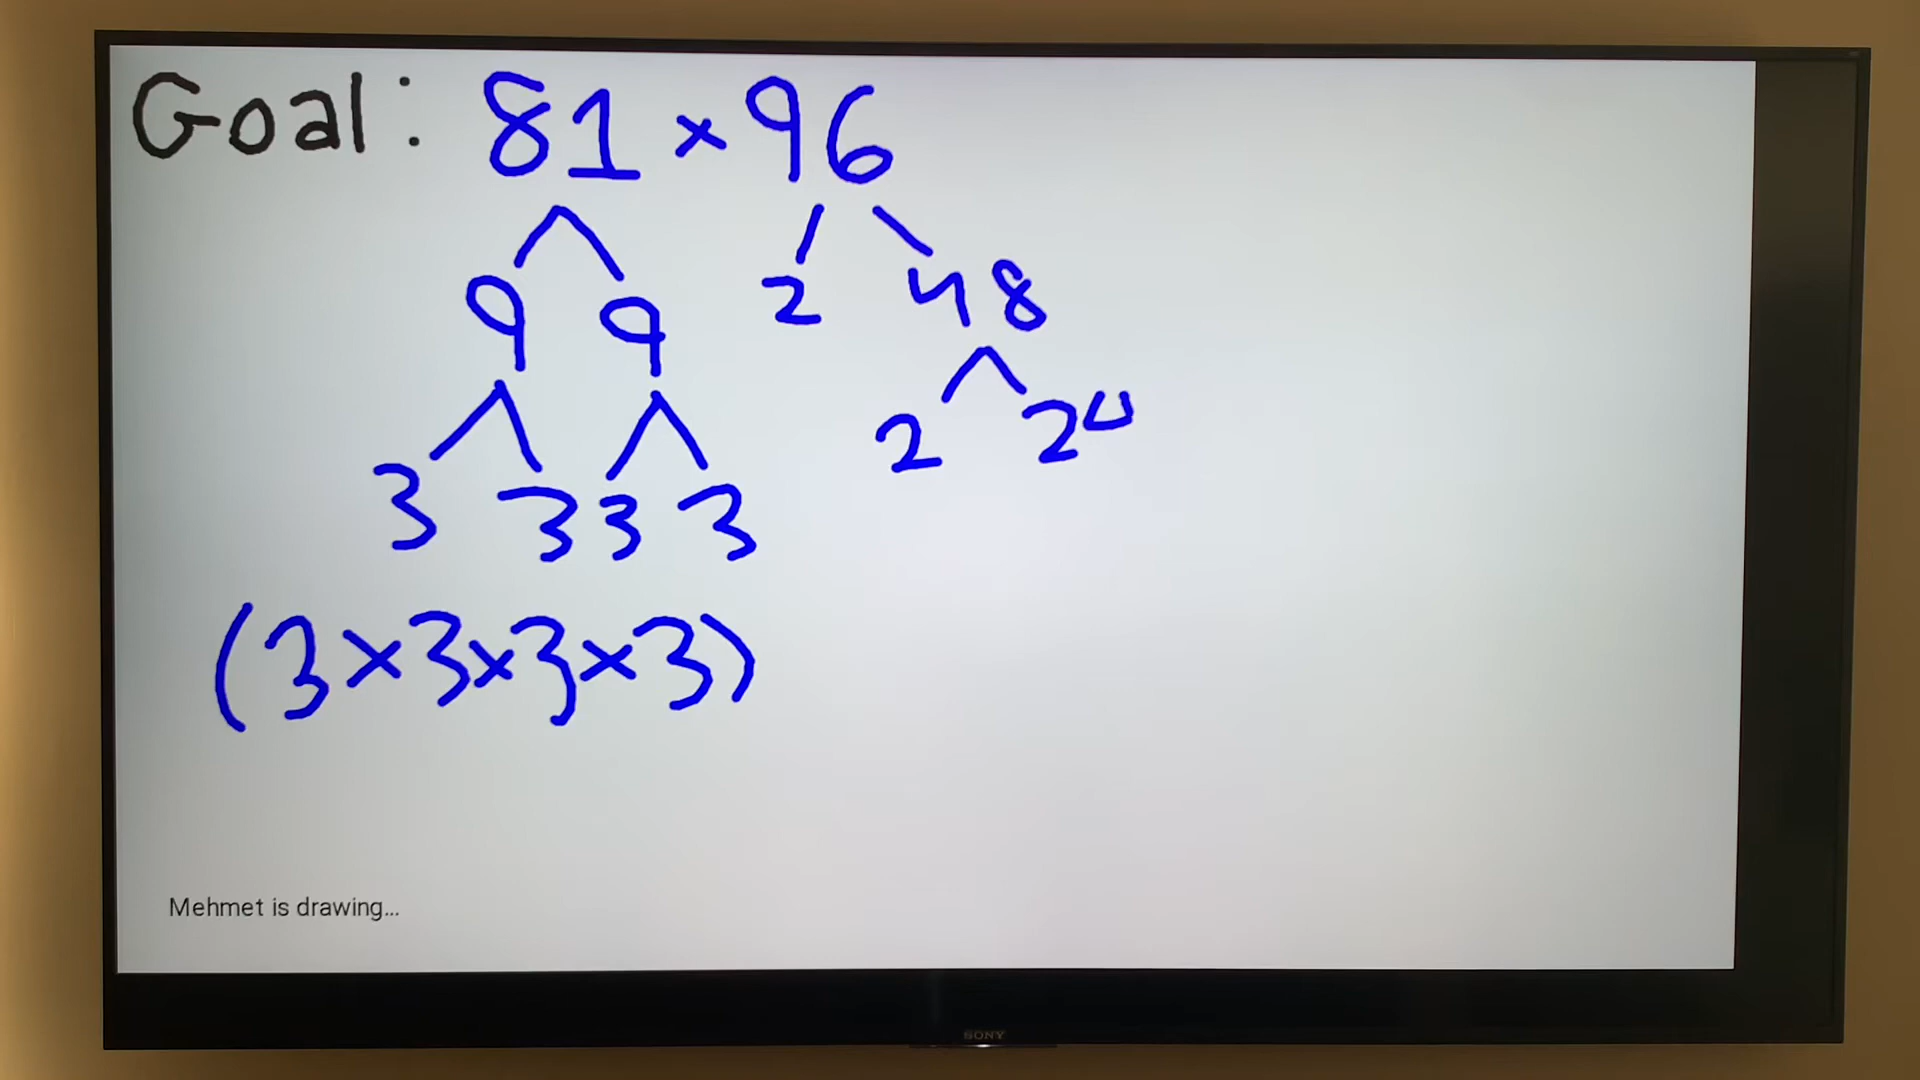 Goal: 81 × 96
9 9 2 48
3 3 3 3 2 24
(3×3×3×3)
Mehmet is drawing...
SONY